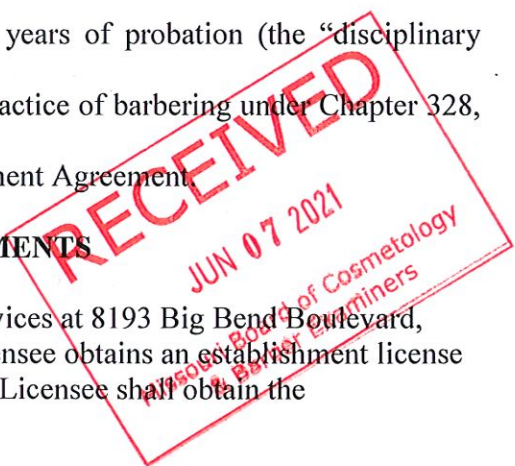 years of probation (the “disciplinary
actice of barbering under Chapter 328,
nent Agreement.
MENTS
vices at 8193 Big Bend Boulevard,
ensee obtains an establishment license
Licensee shall obtain the
RECEIVED
JUN 07 2021
Missouri Board of Cosmetology
& Barber Examiners